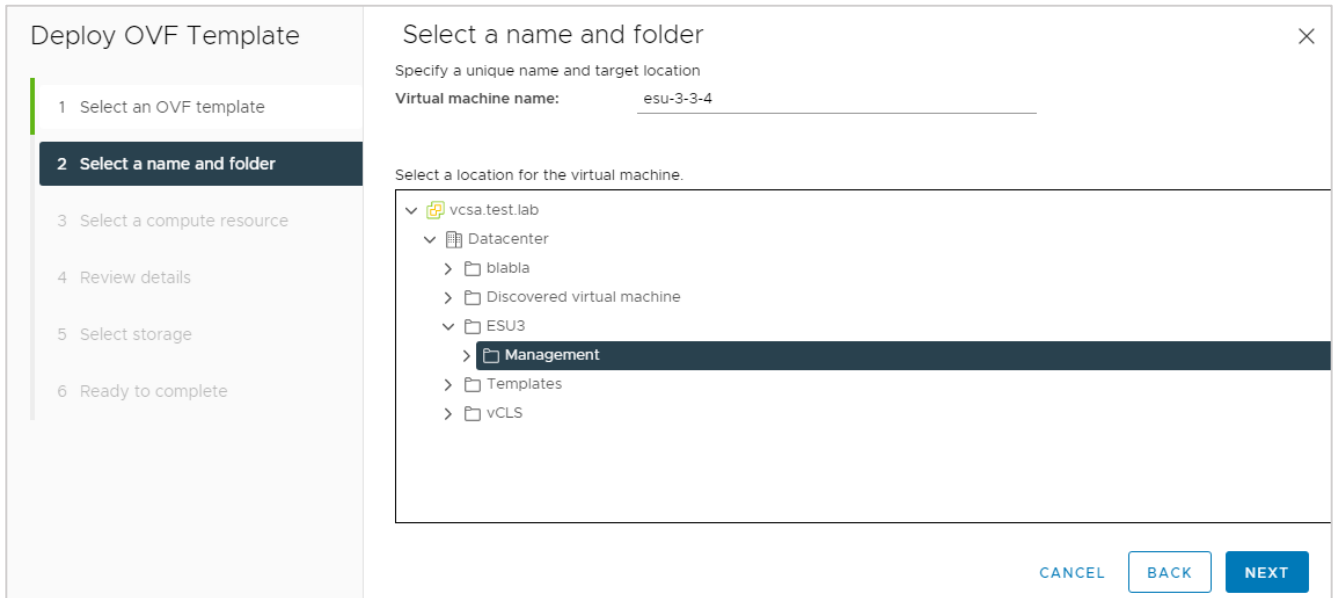 Deploy OVF Template
1 Select an OVF template
2 Select a name and folder
3 Select a compute resource
4 Review details
5 Select storage
6 Ready to complete
Select a name and folder
Specify a unique name and target location
Virtual machine name: esu-3-3-4
Select a location for the virtual machine.
vcsa.test.lab
Datacenter
blabla
Discovered virtual machine
ESU3
Management
Templates
vCLS
CANCEL BACK NEXT